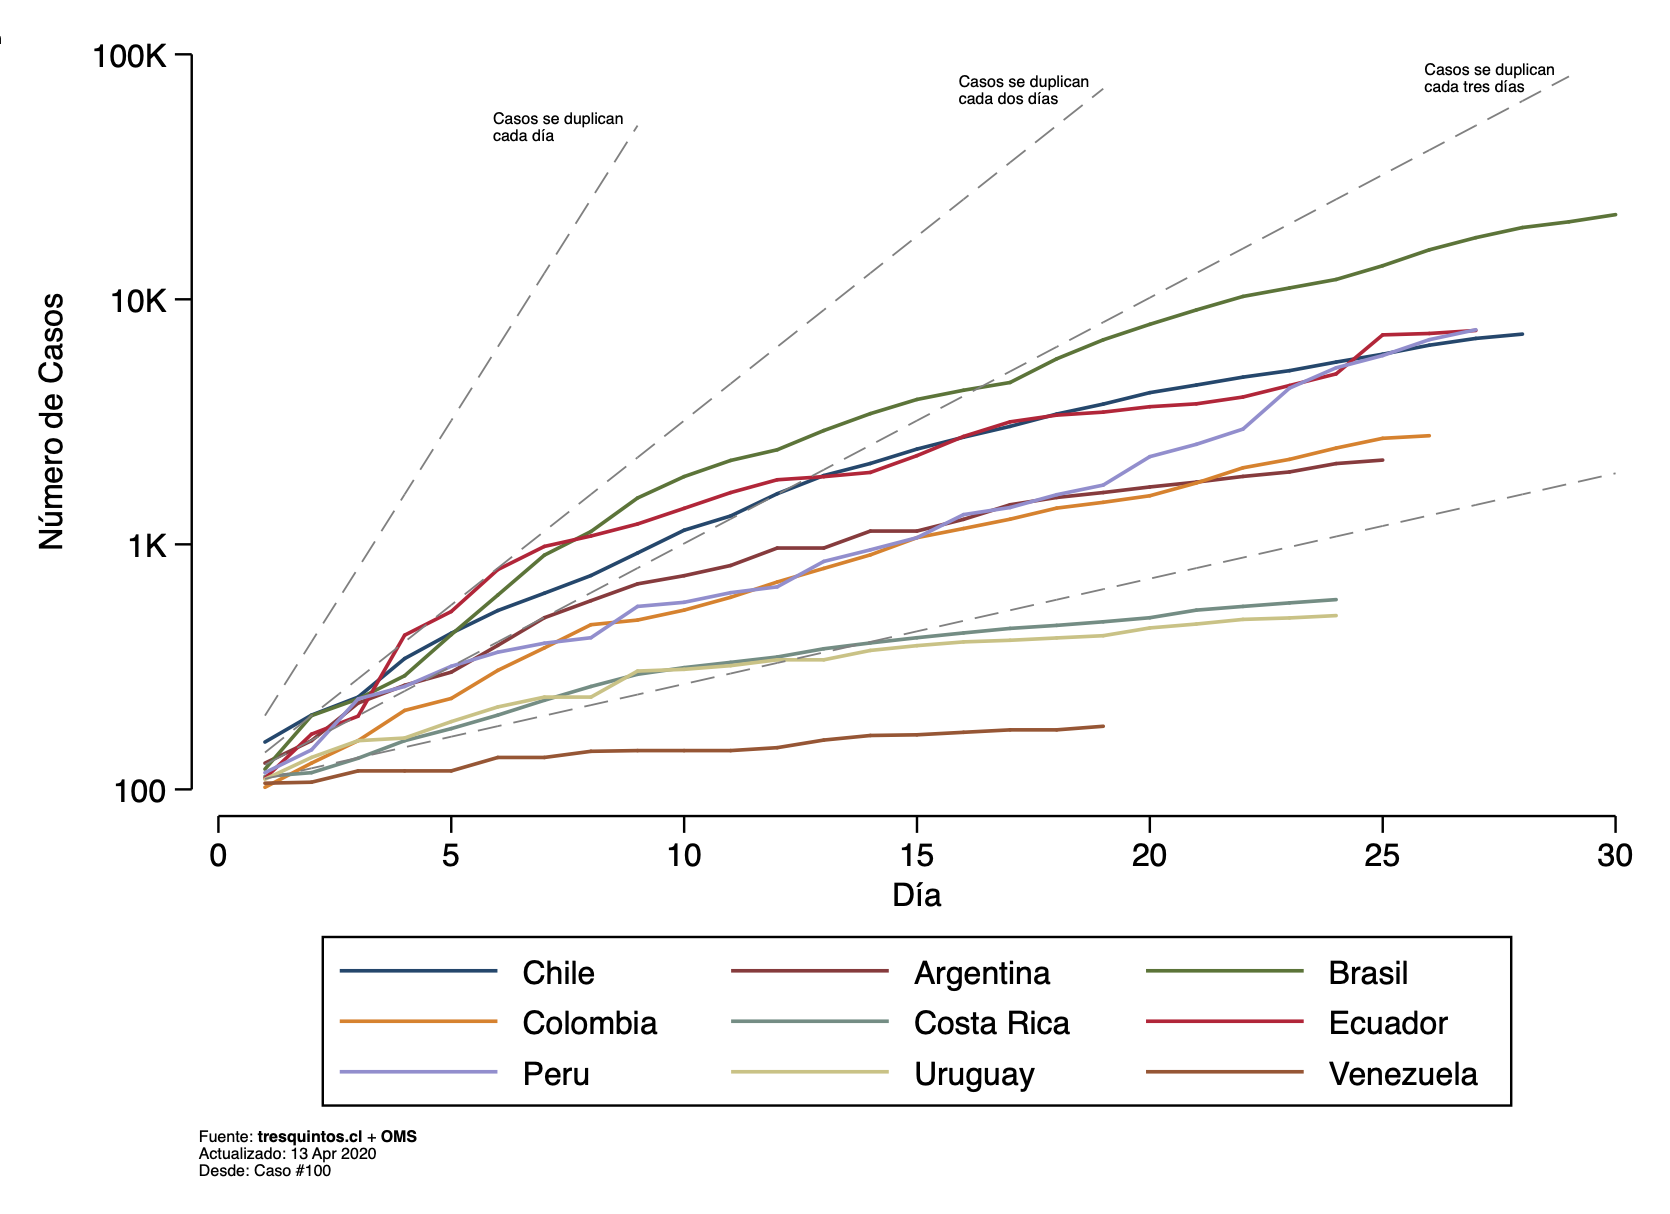 100K
10K
1K
100
Número de Casos
Casos se duplican
cada día
Casos se duplican
cada dos días
Casos se duplican
cada tres días
0 5 10 15 20 25 30
Día
Chile Argentina Brasil
Colombia Costa Rica Ecuador
Peru Uruguay Venezuela
Fuente: tresquintos.cl + OMS
Actualizado: 13 Apr 2020
Desde: Caso #100